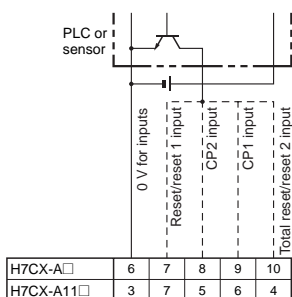 PLC or
sensor
0 V for inputs
Reset/reset 1 input
CP2 input
CP1 input
Total reset/reset 2 input
H7CX-A□ 6 7 8 9 10
H7CX-A11□ 3 7 5 6 4